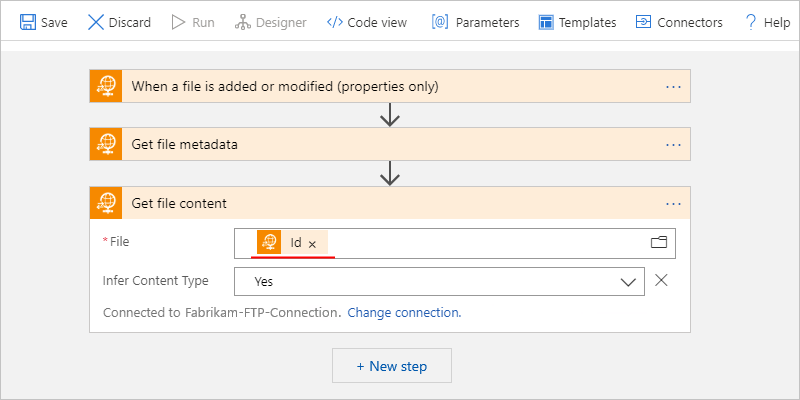 Save Discard Run Designer Code view Parameters Templates Connectors Help
When a file is added or modified (properties only)
Get file metadata
Get file content
* File Id
Infer Content Type Yes
Connected to Fabrikam-FTP-Connection. Change connection.
+ New step